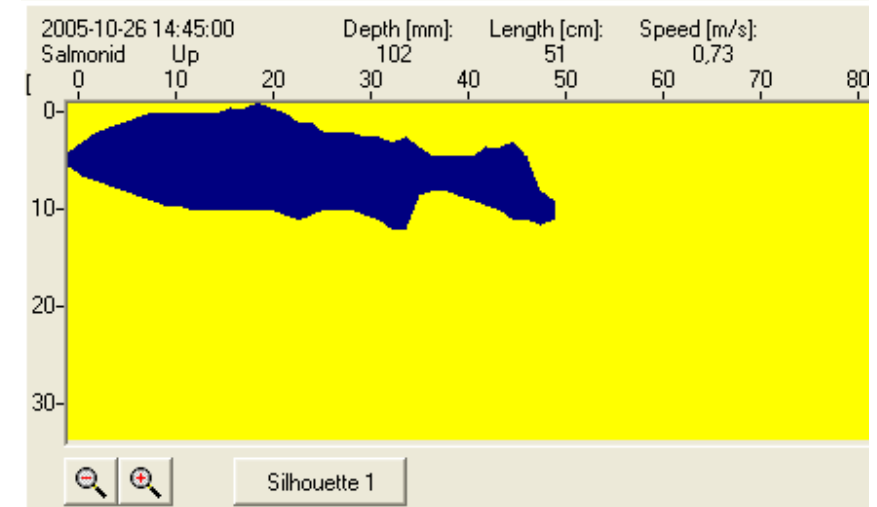 2005-10-26 14:45:00 Depth [mm]: Length [cm]: Speed [m/s]:
Salmonid Up 102 51 0,73
[ 0 10 20 30 40 50 60 70 80
0-
10-
20-
30-
Silhouette 1